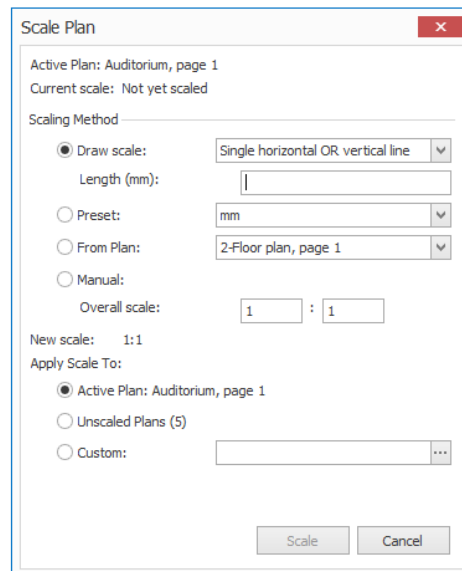 Scale Plan
Active Plan: Auditorium, page 1
Current scale: Not yet scaled
Scaling Method
Draw scale: Single horizontal OR vertical line
Length (mm):
Preset: mm
From Plan: 2-Floor plan, page 1
Manual:
Overall scale: 1 : 1
New scale: 1:1
Apply Scale To:
Active Plan: Auditorium, page 1
Unscaled Plans (5)
Custom: ...
Scale Cancel